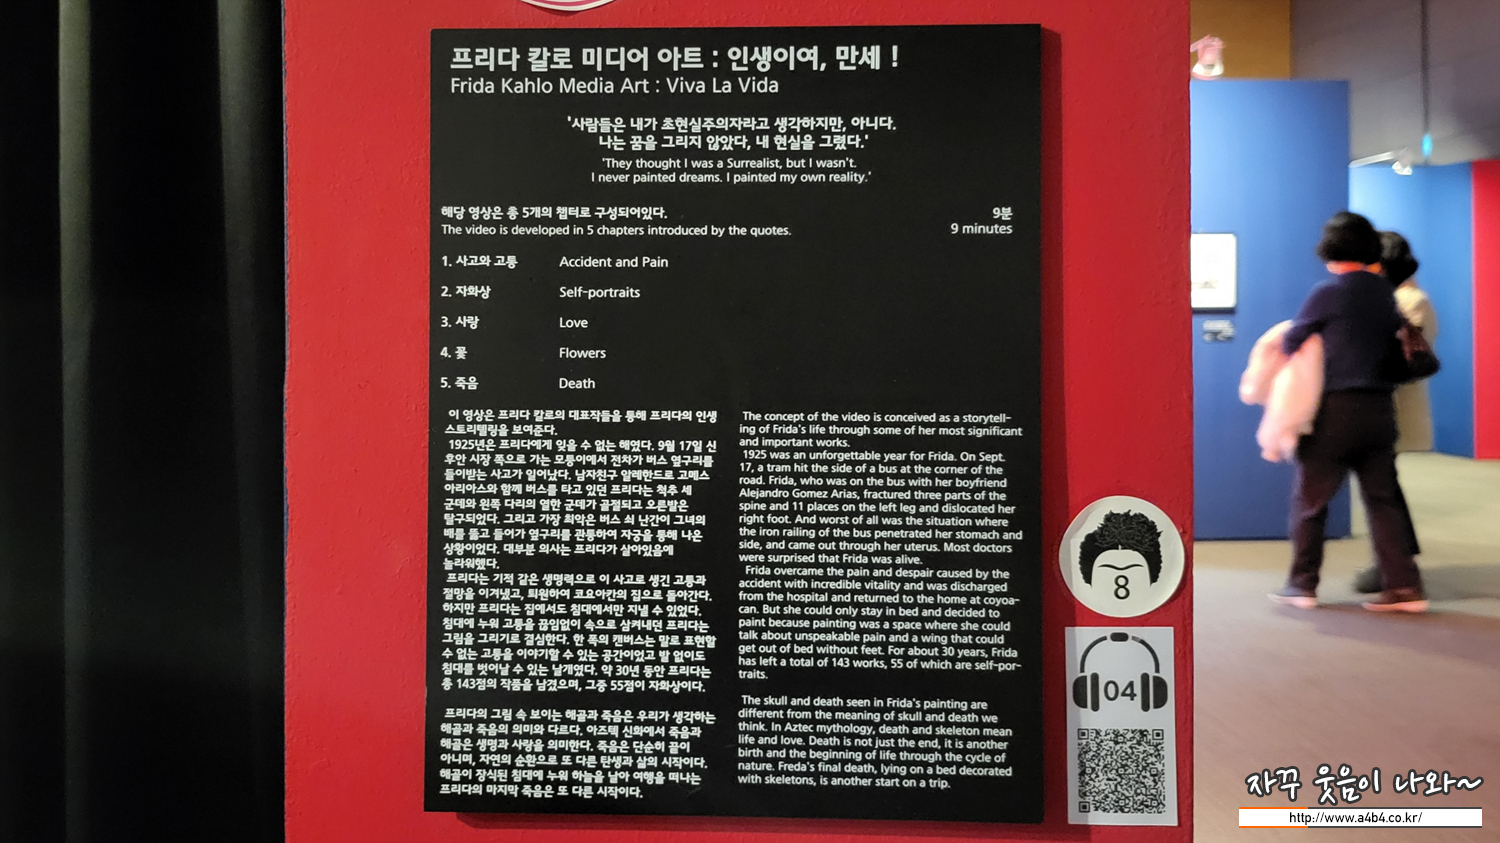 프리다 칼로 미디어 아트 : 인생이여, 만세 !
Frida Kahlo Media Art : Viva La Vida
'사람들은 내가 초현실주의자라고 생각하지만, 아니다.
나는 꿈을 그리지 않았다, 내 현실을 그렸다.'
'They thought I was a Surrealist, but I wasn't.
I never painted dreams. I painted my own reality.'
해당 영상은 총 5개의 챕터로 구성되어있다.
9분
The video is developed in 5 chapters introduced by the quotes.
9 minutes
1. 사고와 고통 Accident and Pain
2. 자화상 Self-portraits
3. 사랑 Love
4. 꽃 Flowers
5. 죽음 Death
이 영상은 프리다 칼로의 대표작들을 통해 프리다의 인생
스토리텔링을 보여준다.
1925년은 프리다에게 잊을 수 없는 해였다. 9월 17일 신
후안 시장 쪽으로 가는 모퉁이에서 전차가 버스 옆구리를
들이받는 사고가 일어났다. 남자친구 알레한드로 고메스
아리아스와 함께 버스를 타고 있던 프리다는 척추 세
군데와 왼쪽 다리의 열한 군데가 골절되고 오른발은
탈구되었다. 그리고 가장 최악은 버스 쇠 난간이 그녀의
배를 뚫고 들어가 옆구리를 관통하여 자궁을 통해 나온
상황이었다. 대부분 의사는 프리다가 살아있음에
놀라워했다.
프리다는 기적 같은 생명력으로 이 사고로 생긴 고통과
절망을 이겨냈고, 퇴원하여 코요아칸의 집으로 돌아간다.
하지만 프리다는 집에서도 침대에서만 지낼 수 있었다.
침대에 누워 고통을 끊임없이 속으로 삼켜내던 프리다는
그림을 그리기로 결심한다. 한 폭의 캔버스는 말로 표현할
수 없는 고통을 이야기할 수 있는 공간이었고 발 없이도
침대를 벗어날 수 있는 날개였다. 약 30년 동안 프리다는
총 143점의 작품을 남겼으며, 그중 55점이 자화상이다.
프리다의 그림 속 보이는 해골과 죽음은 우리가 생각하는
해골과 죽음의 의미와 다르다. 아즈텍 신화에서 죽음과
해골은 생명과 사랑을 의미한다. 죽음은 단순히 끝이
아니며, 자연의 순환으로 또 다른 탄생과 삶의 시작이다.
해골이 장식된 침대에 누워 하늘을 날아 여행을 떠나는
프리다의 마지막 죽음은 또 다른 시작이다.
The concept of the video is conceived as a storytell-
ing of Frida's life through some of her most significant
and important works.
1925 was an unforgettable year for Frida. On Sept.
17, a tram hit the side of a bus at the corner of the
road. Frida, who was on the bus with her boyfriend
Alejandro Gomez Arias, fractured three parts of the
spine and 11 places on the left leg and dislocated her
right foot. And worst of all was the situation where
the iron railing of the bus penetrated her stomach and
side, and came out through her uterus. Most doctors
were surprised that Frida was alive.
Frida overcame the pain and despair caused by the
accident with incredible vitality and was discharged
from the hospital and returned to the home at coyoa-
can. But she could only stay in bed and decided to
paint because painting was a space where she could
talk about unspeakable pain and a wing that could
get out of bed without feet. For about 30 years, Frida
has left a total of 143 works, 55 of which are self-por-
traits.
The skull and death seen in Frida's painting are
different from the meaning of skull and death we
think. In Aztec mythology, death and skeleton mean
life and love. Death is not just the end, it is another
birth and the beginning of life through the cycle of
nature. Freda's final death, lying on a bed decorated
with skeletons, is another start on a trip.
8
04
자꾸 웃음이 나와~
http://www.a4b4.co.kr/